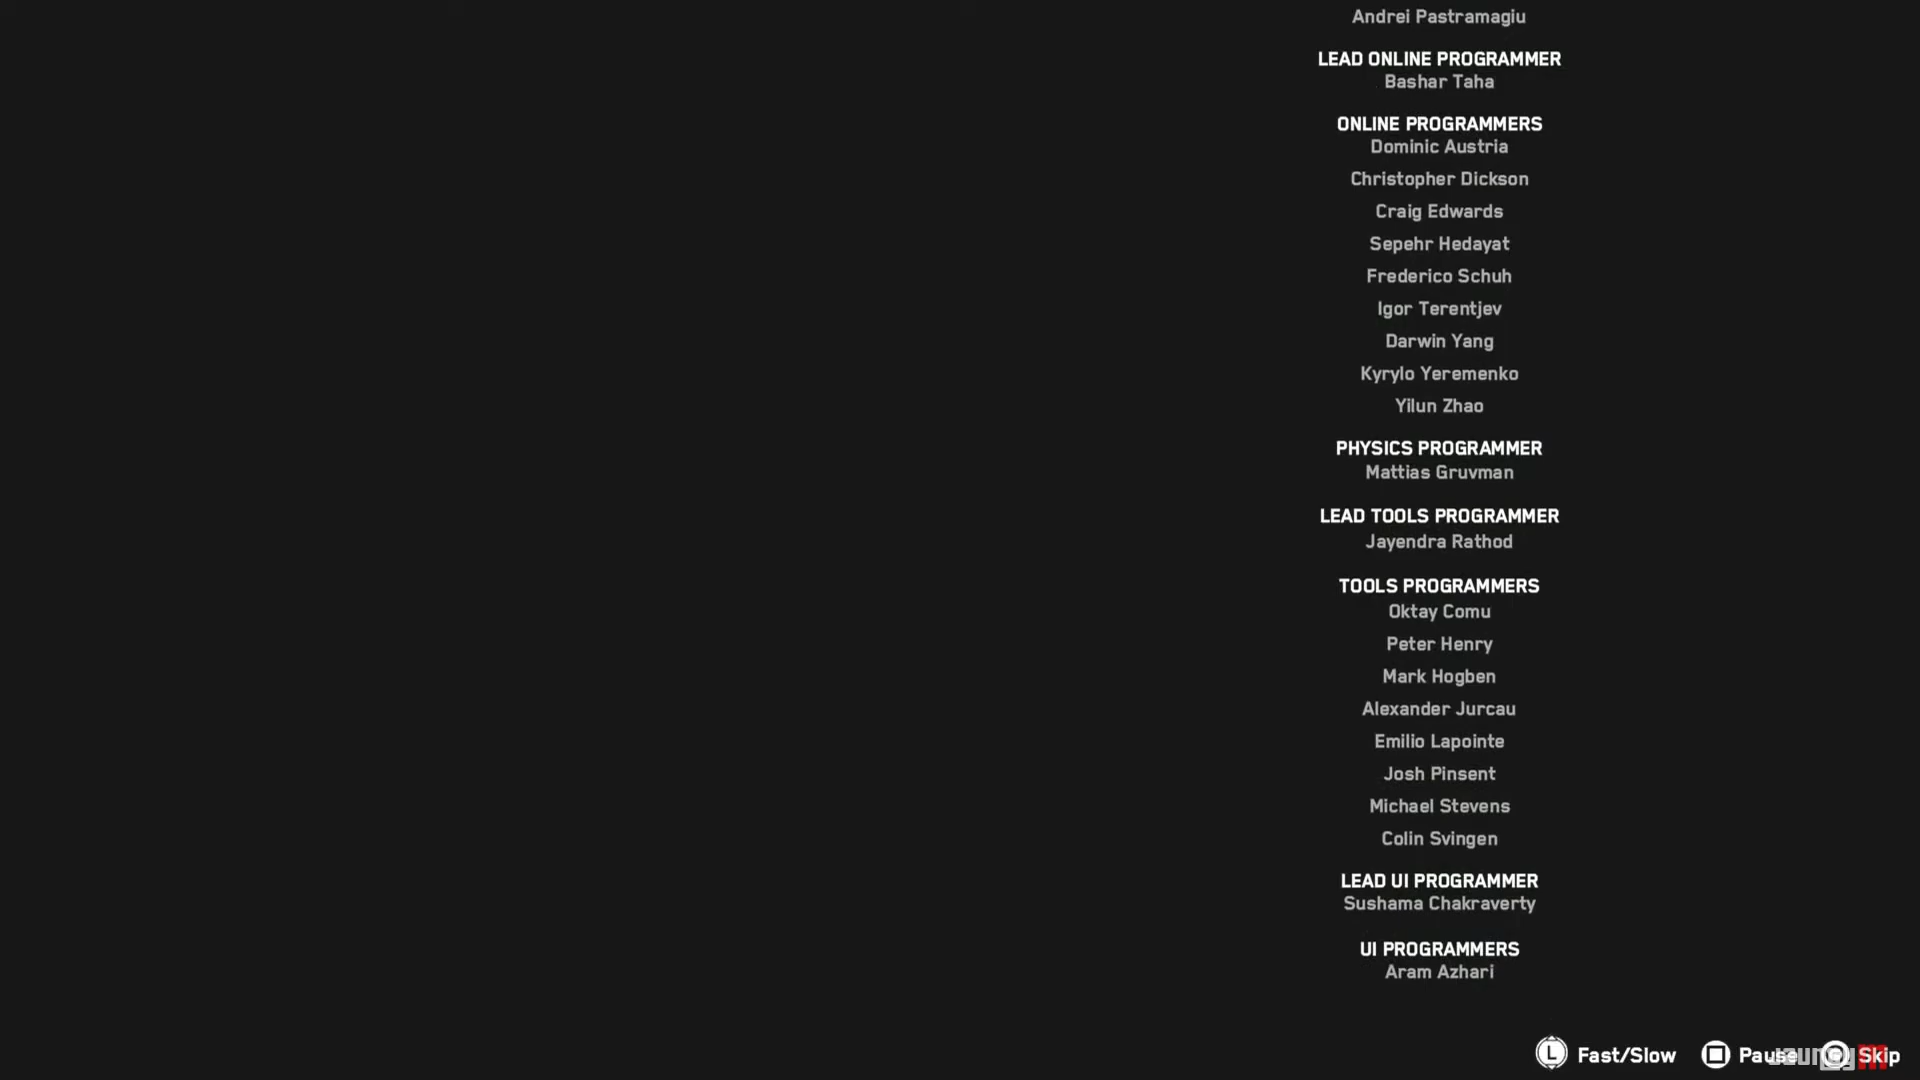 Andrei Pastramagiu
LEAD ONLINE PROGRAMMER
Bashar Taha
ONLINE PROGRAMMERS
Dominic Austria
Christopher Dickson
Craig Edwards
Sepehr Hedayat
Frederico Schuh
Igor Terentjev
Darwin Yang
Kyrylo Yeremenko
Yilun Zhao
PHYSICS PROGRAMMER
Mattias Gruvman
LEAD TOOLS PROGRAMMER
Jayendra Rathod
TOOLS PROGRAMMERS
Oktay Comu
Peter Henry
Mark Hogben
Alexander Jurcau
Emilio Lapointe
Josh Pinsent
Michael Stevens
Colin Svingen
LEAD UI PROGRAMMER
Sushama Chakraverty
UI PROGRAMMERS
Aram Azhari
L Fast/Slow Pause Skip